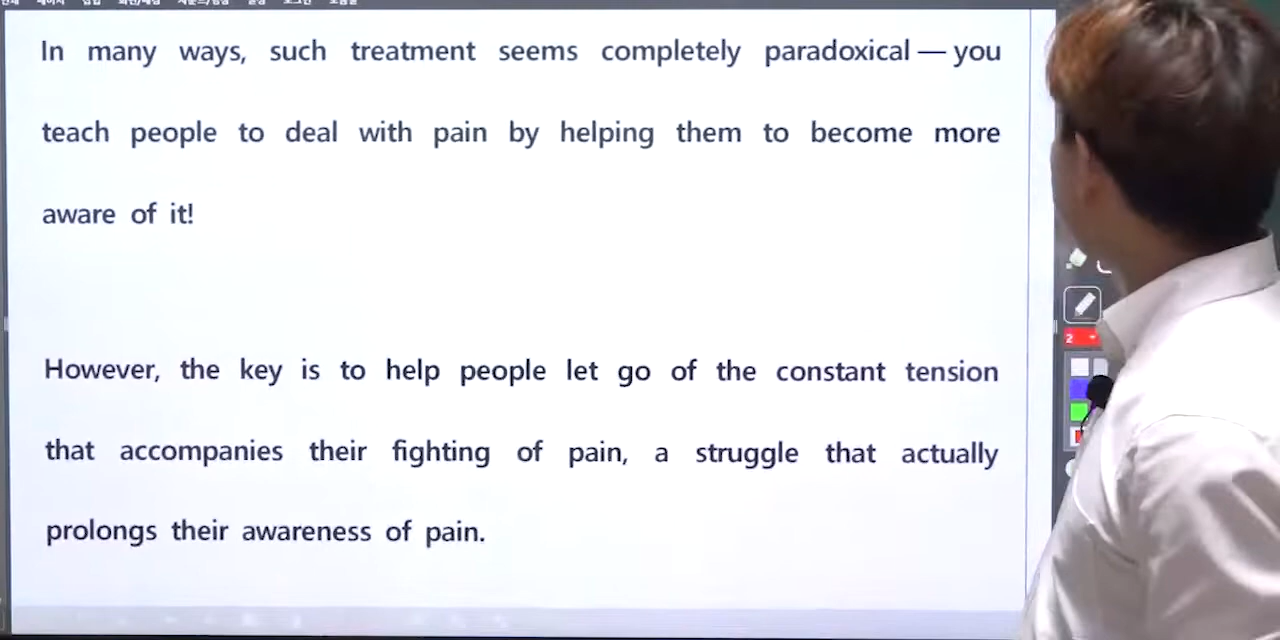 In many ways, such treatment seems completely paradoxical — you
teach people to deal with pain by helping them to become more
aware of it!
However, the key is to help people let go of the constant tension
that accompanies their fighting of pain, a struggle that actually
prolongs their awareness of pain.
2